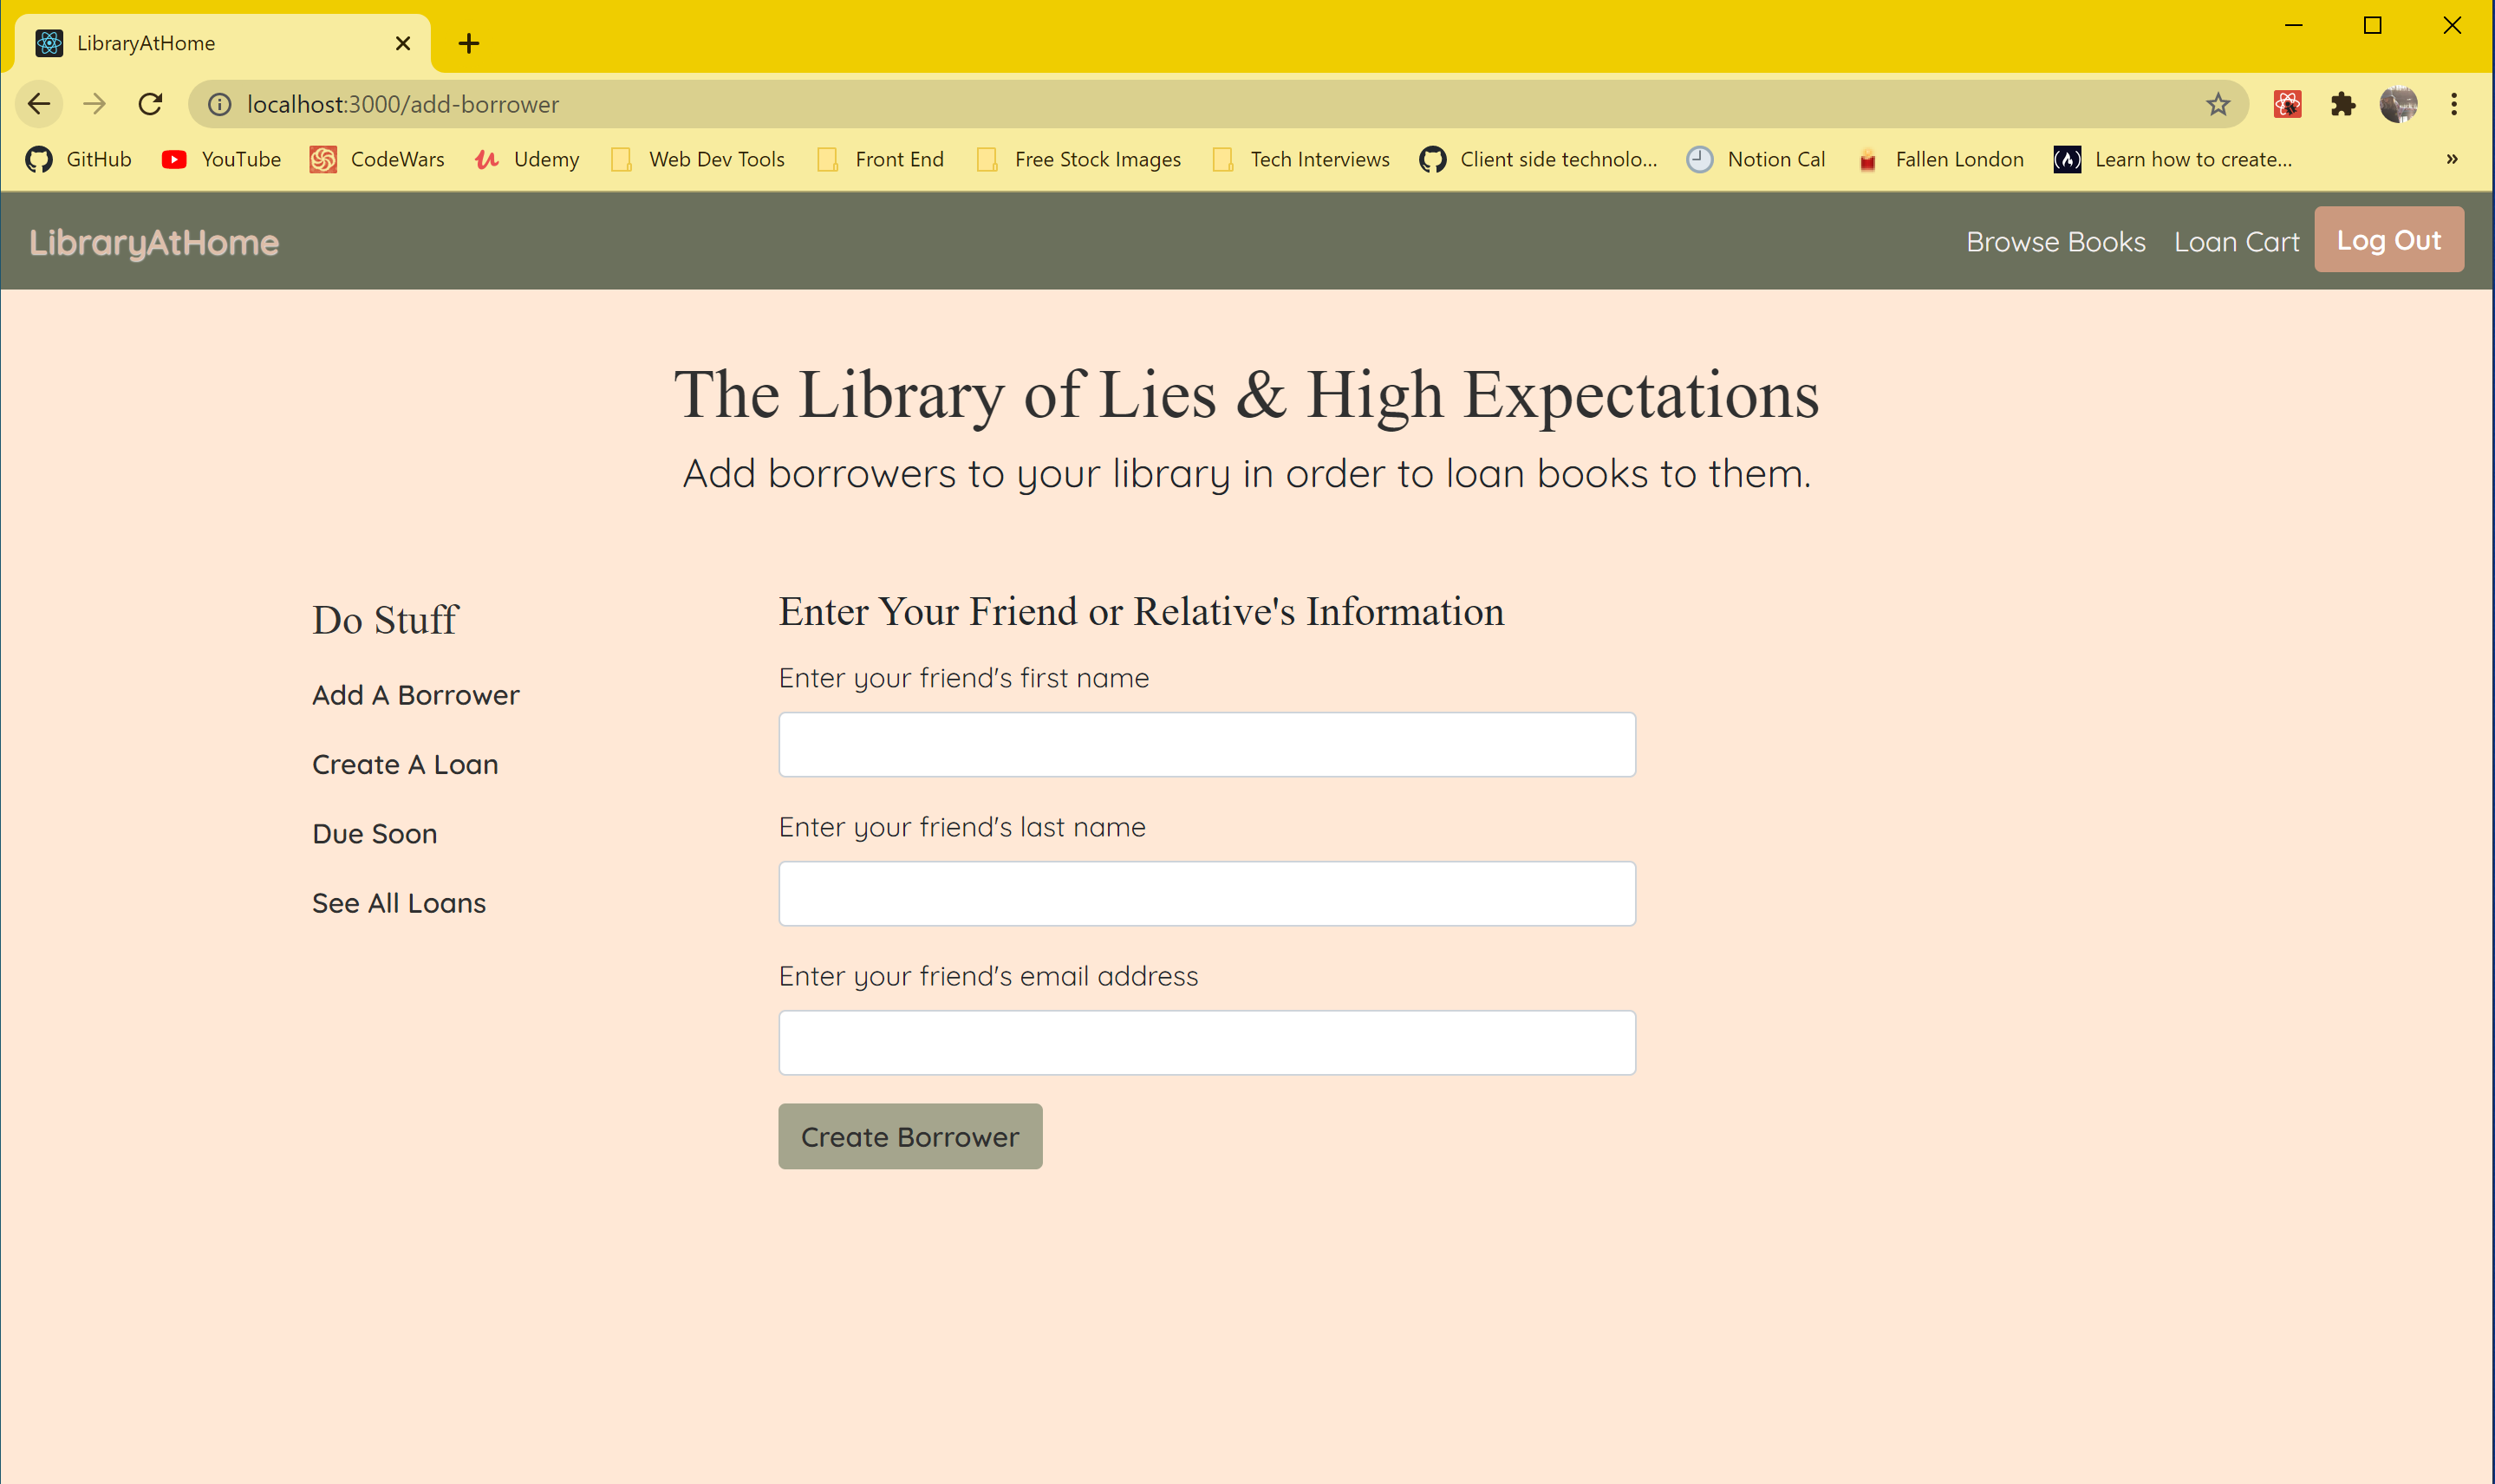 LibraryAtHome
localhost:3000/add-borrower
GitHub YouTube CodeWars Udemy Web Dev Tools Front End Free Stock Images Tech Interviews Client side technolo... Notion Cal Fallen London Learn how to create... »
LibraryAtHome Browse Books Loan Cart Log Out
The Library of Lies & High Expectations
Add borrowers to your library in order to loan books to them.
Do Stuff
Add A Borrower
Create A Loan
Due Soon
See All Loans
Enter Your Friend or Relative's Information
Enter your friend's first name
Enter your friend's last name
Enter your friend's email address
Create Borrower